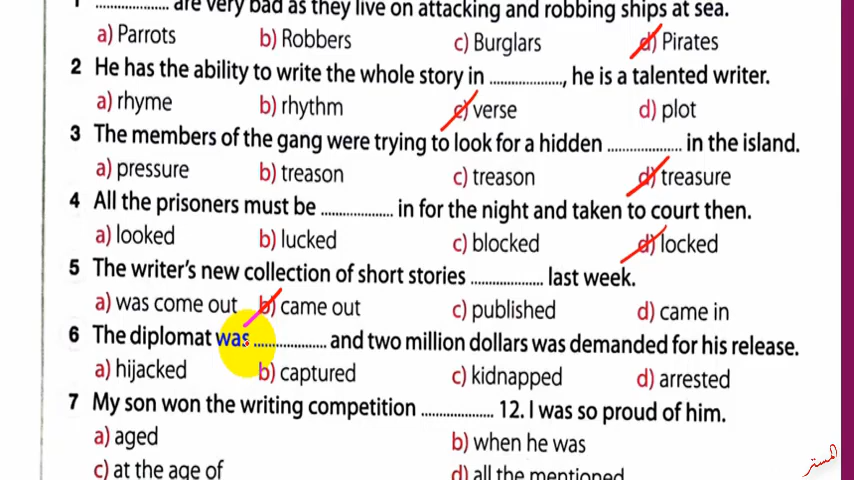 1 .................. are very bad as they live on attacking and robbing ships at sea.
a) Parrots b) Robbers c) Burglars d) Pirates
2 He has the ability to write the whole story in .................., he is a talented writer.
a) rhyme b) rhythm c) verse d) plot
3 The members of the gang were trying to look for a hidden .................. in the island.
a) pressure b) treason c) treason d) treasure
4 All the prisoners must be .................. in for the night and taken to court then.
a) looked b) lucked c) blocked d) locked
5 The writer's new collection of short stories .................. last week.
a) was come out b) came out c) published d) came in
6 The diplomat was .................. and two million dollars was demanded for his release.
a) hijacked b) captured c) kidnapped d) arrested
7 My son won the writing competition .................. 12. I was so proud of him.
a) aged b) when he was
c) at the age of d) all the mentioned
المستر